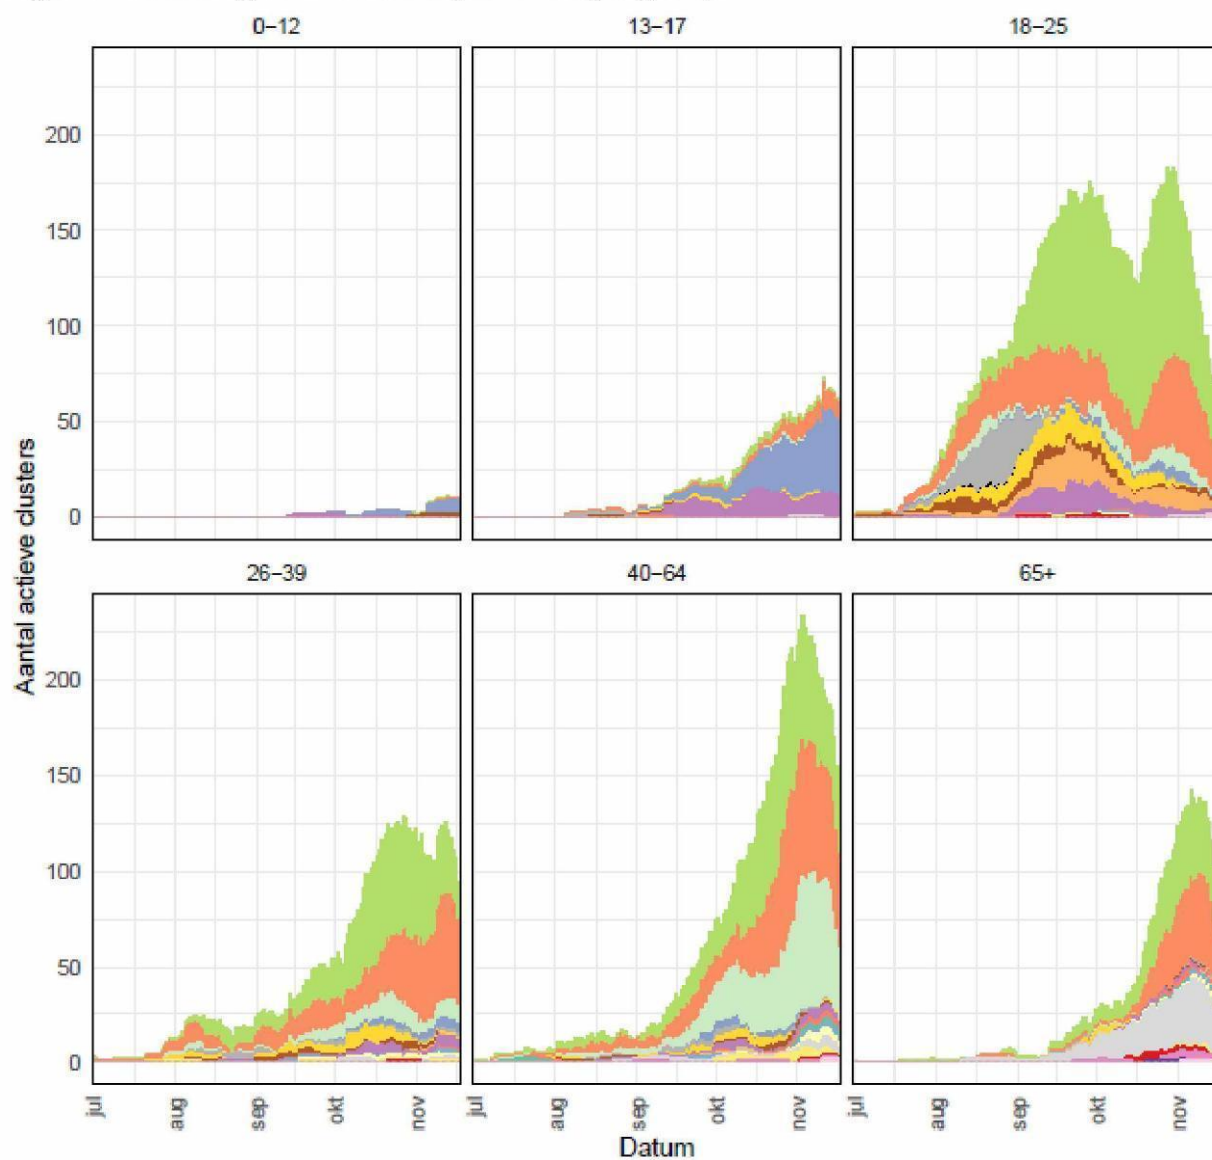 0–12 13–17 18–25
200
150
100
50
0
Aantal actieve clusters
26–39 40–64 65+
200
150
100
50
0
jul aug sep okt nov jul aug sep okt nov jul aug sep okt nov
Datum